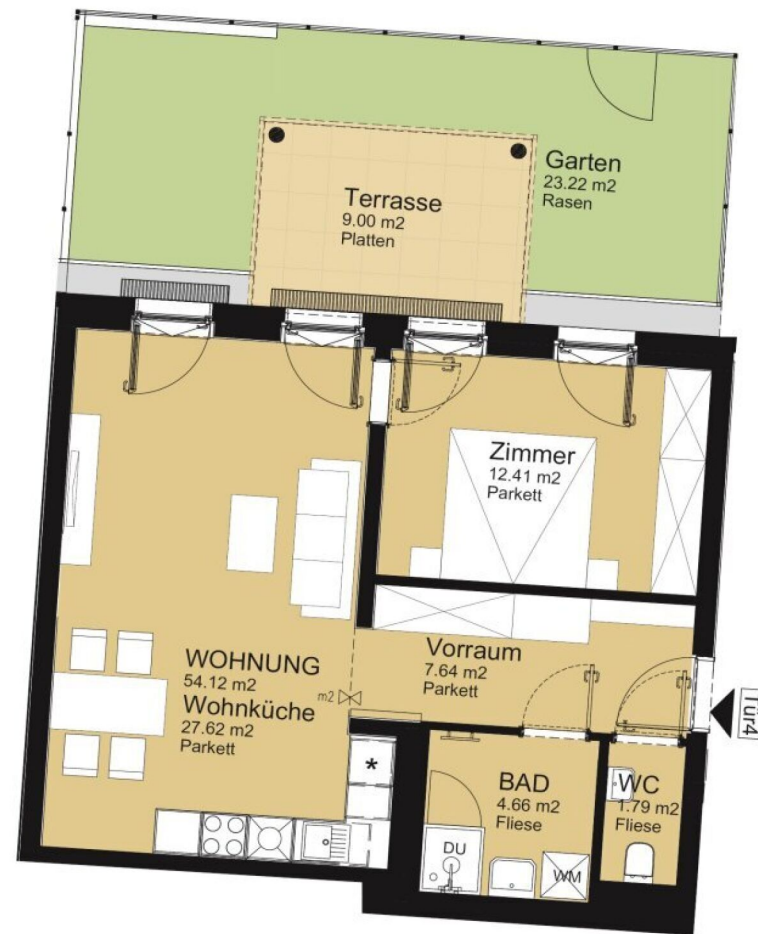 Garten
23.22 m2
Rasen
Terrasse
9.00 m2
Platten
Zimmer
12.41 m2
Parkett
Vorraum
7.64 m2
Parkett
WOHNUNG
54.12 m2
Wohnküche
27.62 m2
Parkett
m2
Tür4
*
BAD
4.66 m2
Fliese
WC
1.79 m2
Fliese
DU
WM